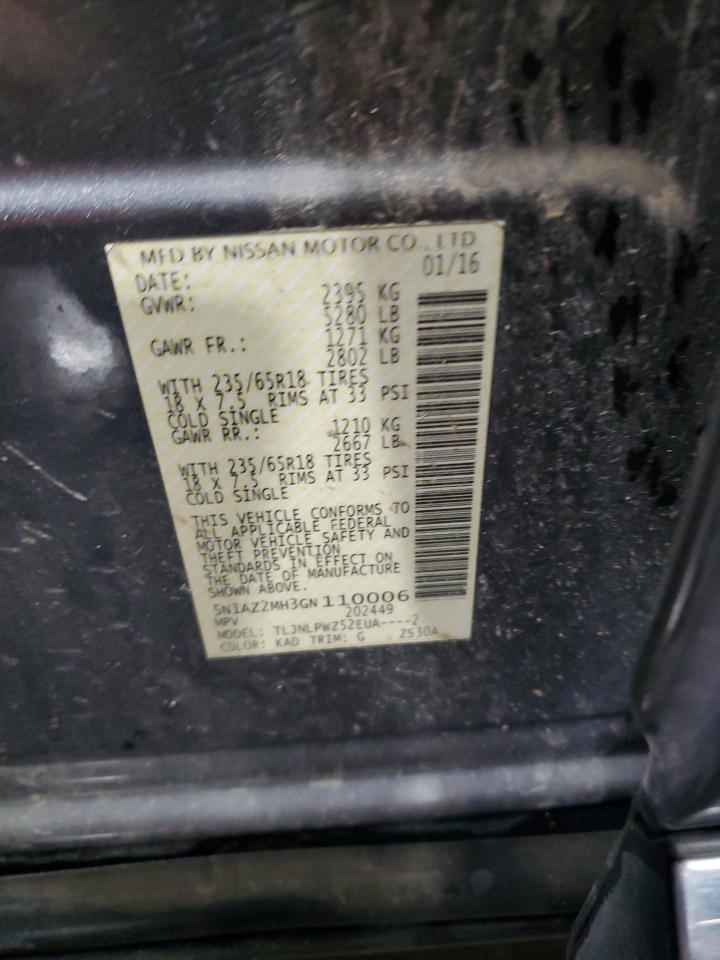 MFD BY NISSAN MOTOR CO., LTD
DATE: 01/16
GVWR: 2395 KG
5280 LB
GAWR FR.: 1271 KG
2802 LB
WITH 235/65R18 TIRES
18 X 7.5 RIMS AT 33 PSI
COLD SINGLE
GAWR RR.: 1210 KG
2667 LB
WITH 235/65R18 TIRES
18 X 7.5 RIMS AT 33 PSI
COLD SINGLE
THIS VEHICLE CONFORMS TO
ALL APPLICABLE FEDERAL
MOTOR VEHICLE SAFETY AND
THEFT PREVENTION
STANDARDS IN EFFECT ON
THE DATE OF MANUFACTURE
SHOWN ABOVE.
5N1AZ2MH3GN 110006
MPV 202449
MODEL: TLJNLPWZ52EUA----2
COLOR: KAD TRIM: G ZS30A